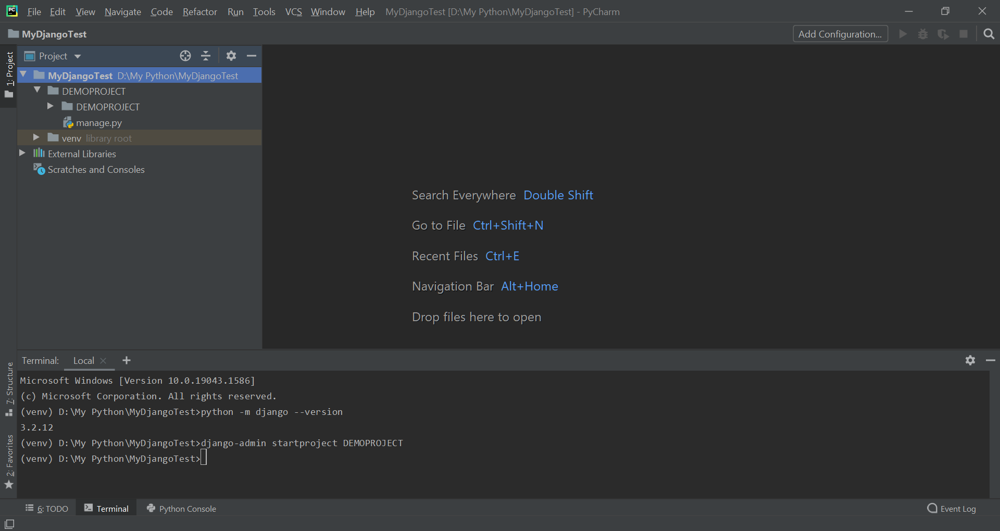 PC File Edit View Navigate Code Refactor Run Tools VCS Window Help MyDjangoTest [D:\My Python\MyDjangoTest] - PyCharm
MyDjangoTest Add Configuration...
1: Project
Project
MyDjangoTest D:\My Python\MyDjangoTest
DEMOPROJECT
DEMOPROJECT
manage.py
venv library root
External Libraries
Scratches and Consoles
Search Everywhere Double Shift
Go to File Ctrl+Shift+N
Recent Files Ctrl+E
Navigation Bar Alt+Home
Drop files here to open
7: Structure
2: Favorites
Terminal: Local
Microsoft Windows [Version 10.0.19043.1586]
(c) Microsoft Corporation. All rights reserved.
(venv) D:\My Python\MyDjangoTest>python -m django --version
3.2.12
(venv) D:\My Python\MyDjangoTest>django-admin startproject DEMOPROJECT
(venv) D:\My Python\MyDjangoTest>
6: TODO Terminal Python Console Event Log